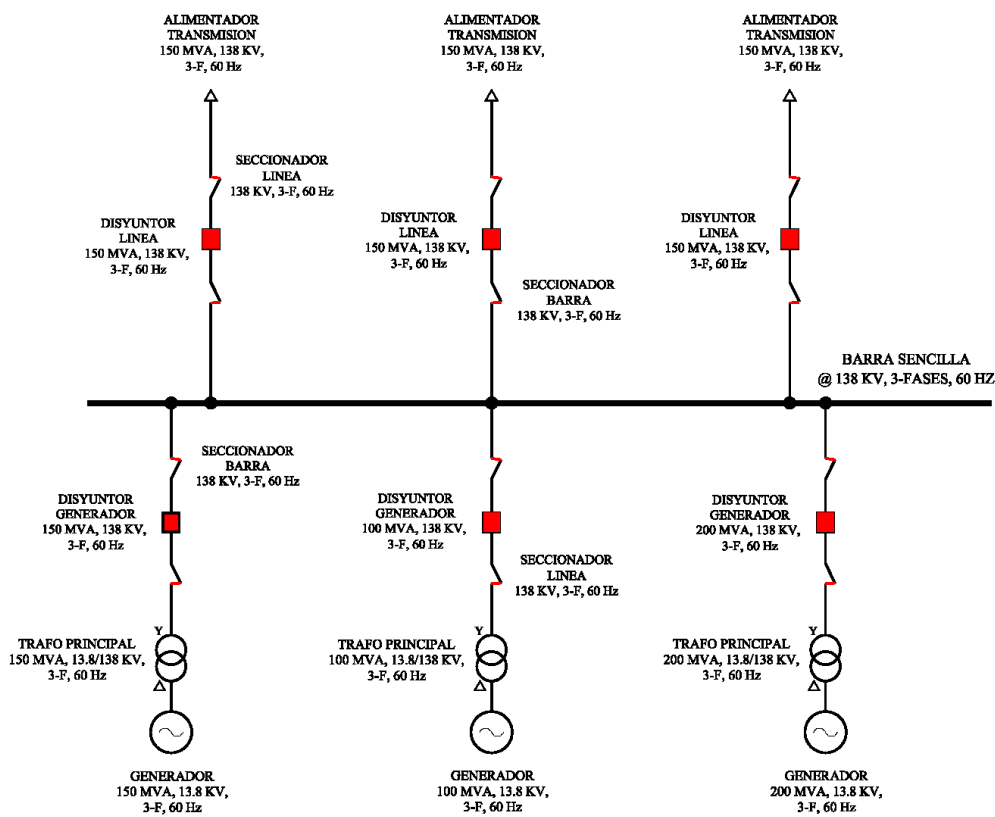 ALIMENTADOR
TRANSMISION
150 MVA, 138 KV,
3-F, 60 Hz
ALIMENTADOR
TRANSMISION
150 MVA, 138 KV,
3-F, 60 Hz
ALIMENTADOR
TRANSMISION
150 MVA, 138 KV,
3-F, 60 Hz
SECCIONADOR
LINEA
138 KV, 3-F, 60 Hz
DISYUNTOR
LINEA
150 MVA, 138 KV,
3-F, 60 Hz
DISYUNTOR
LINEA
150 MVA, 138 KV,
3-F, 60 Hz
DISYUNTOR
LINEA
150 MVA, 138 KV,
3-F, 60 Hz
SECCIONADOR
BARRA
138 KV, 3-F, 60 Hz
BARRA SENCILLA
@ 138 KV, 3-FASES, 60 HZ
SECCIONADOR
BARRA
138 KV, 3-F, 60 Hz
DISYUNTOR
GENERADOR
150 MVA, 138 KV,
3-F, 60 Hz
DISYUNTOR
GENERADOR
100 MVA, 138 KV,
3-F, 60 Hz
DISYUNTOR
GENERADOR
200 MVA, 138 KV,
3-F, 60 Hz
SECCIONADOR
LINEA
138 KV, 3-F, 60 Hz
Y
TRAFO PRINCIPAL
150 MVA, 13.8/138 KV,
3-F, 60 Hz
Y
TRAFO PRINCIPAL
100 MVA, 13.8/138 KV,
3-F, 60 Hz
Y
TRAFO PRINCIPAL
200 MVA, 13.8/138 KV,
3-F, 60 Hz
GENERADOR
150 MVA, 13.8 KV,
3-F, 60 Hz
GENERADOR
100 MVA, 13.8 KV,
3-F, 60 Hz
GENERADOR
200 MVA, 13.8 KV,
3-F, 60 Hz